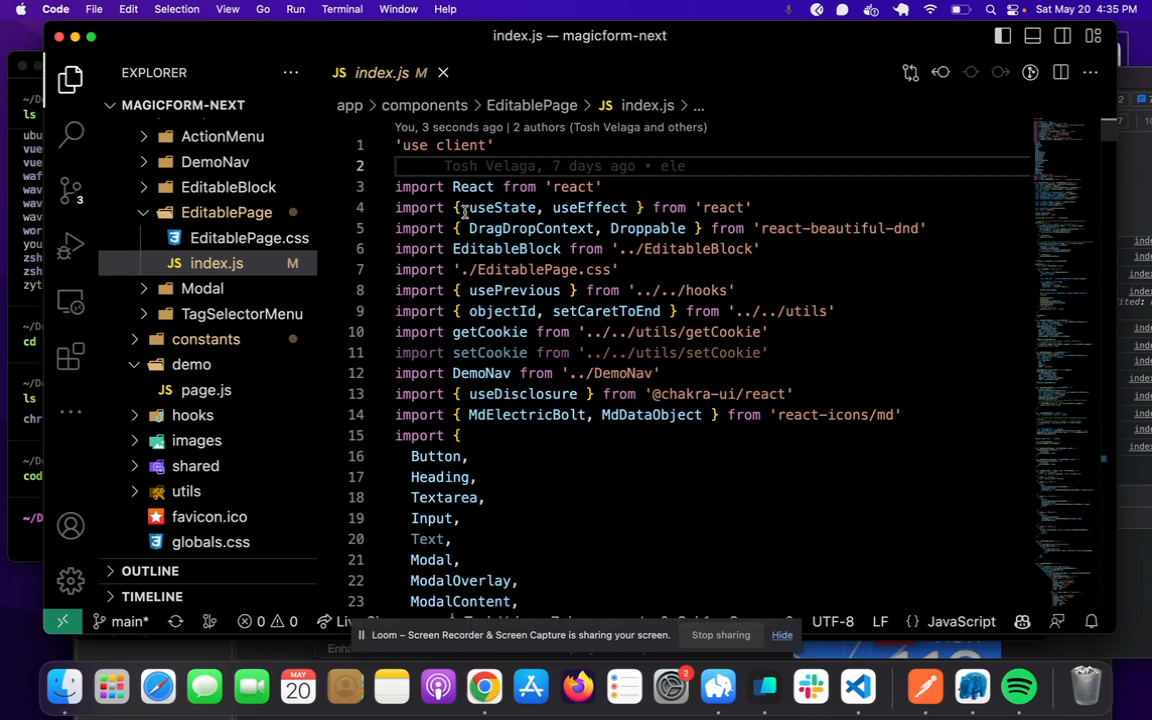 Code File Edit Selection View Go Run Terminal Window Help Sat May 20 4:35 PM
index.js — magicform-next
EXPLORER
index.js M
MAGICFORM-NEXT
app > components > EditablePage > JS index.js > ...
ActionMenu
DemoNav
EditableBlock
EditablePage
EditablePage.css
JS index.js M
Modal
TagSelectorMenu
constants
demo
JS page.js
hooks
images
shared
utils
favicon.ico
globals.css
OUTLINE
TIMELINE
You, 3 seconds ago | 2 authors (Tosh Velaga and others)
1 'use client'
2 Tosh Velaga, 7 days ago • ele
3 import React from 'react'
4 import { useState, useEffect } from 'react'
5 import { DragDropContext, Droppable } from 'react-beautiful-dnd'
6 import EditableBlock from '../EditableBlock'
7 import './EditablePage.css'
8 import { usePrevious } from '../../hooks'
9 import { objectId, setCaretToEnd } from '../../utils'
10 import getCookie from '../../utils/getCookie'
11 import setCookie from '../../utils/setCookie'
12 import DemoNav from '../DemoNav'
13 import { useDisclosure } from '@chakra-ui/react'
14 import { MdElectricBolt, MdDataObject } from 'react-icons/md'
15 import {
16 Button,
17 Heading,
18 Textarea,
19 Input,
20 Text,
21 Modal,
22 ModalOverlay,
23 ModalContent,
main* 0 0 UTF-8 LF {} JavaScript
Loom – Screen Recorder & Screen Capture is sharing your screen. Stop sharing Hide
3
MAY
20
2